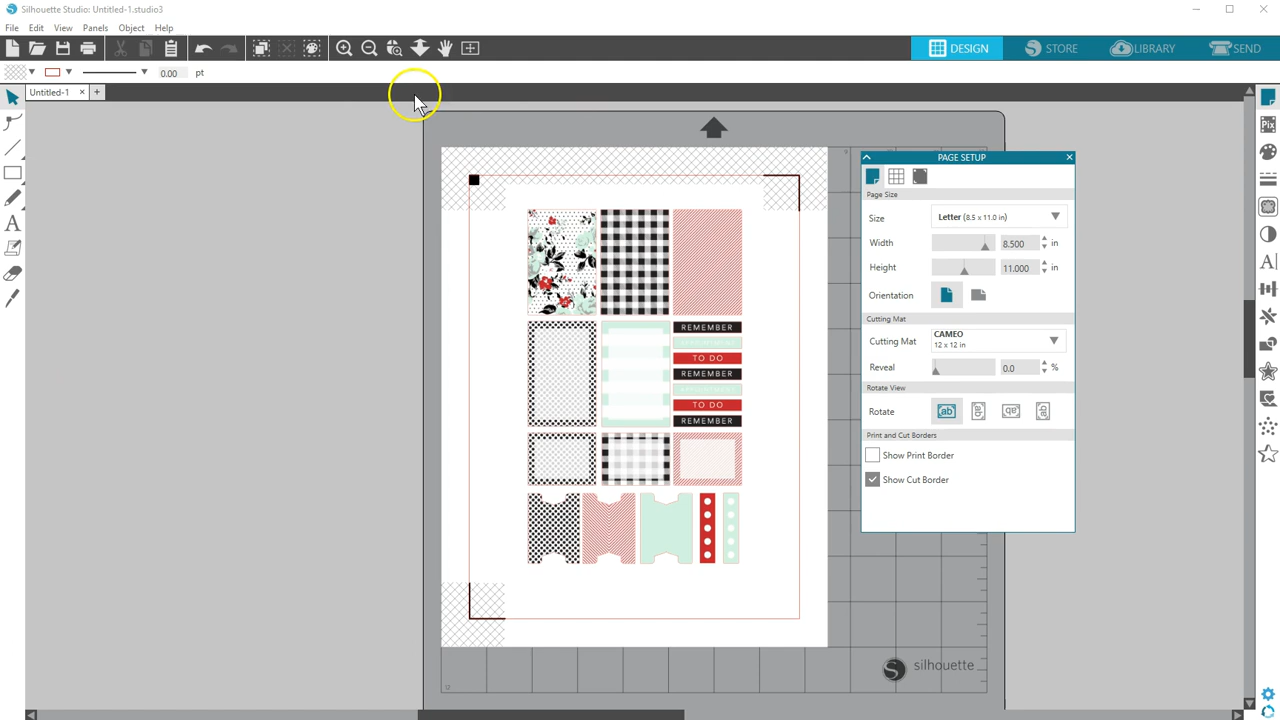 Silhouette Studio: Untitled-1.studio3
File Edit View Panels Object Help
DESIGN STORE LIBRARY SEND
0.00 pt
Untitled-1 × +
PAGE SETUP
Page Size
Size Letter (8.5 x 11.0 in)
Width 8.500 in
Height 11.000 in
Orientation
Cutting Mat
Cutting Mat CAMEO
12 x 12 in
Reveal 0.0 %
Rotate View
Rotate
Print and Cut Borders
Show Print Border
Show Cut Border
REMEMBER
TO DO
REMEMBER
TO DO
REMEMBER
silhouette